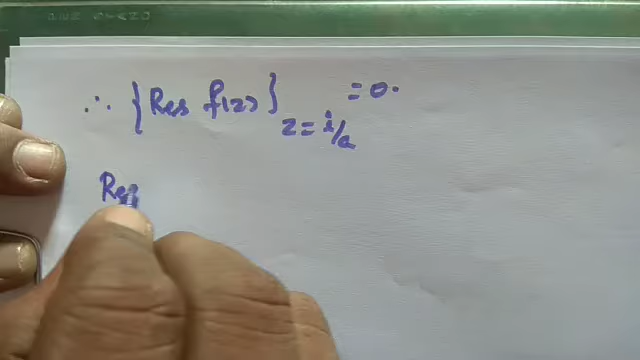 ∴ {Res f(z)} z = i/a = 0.
Res